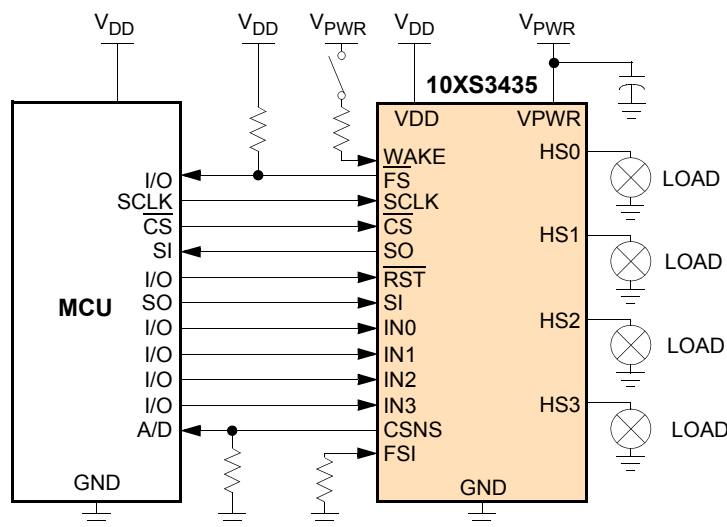 VDD VDD VPWR VDD VPWR
10XS3435
VDD VPWR
WAKE HS0
I/O FS LOAD
SCLK SCLK
CS CS
SI SO HS1
LOAD
I/O RST
MCU SO SI
I/O IN0 HS2
I/O IN1 LOAD
I/O IN2
I/O IN3 HS3
A/D CSNS LOAD
FSI
GND GND